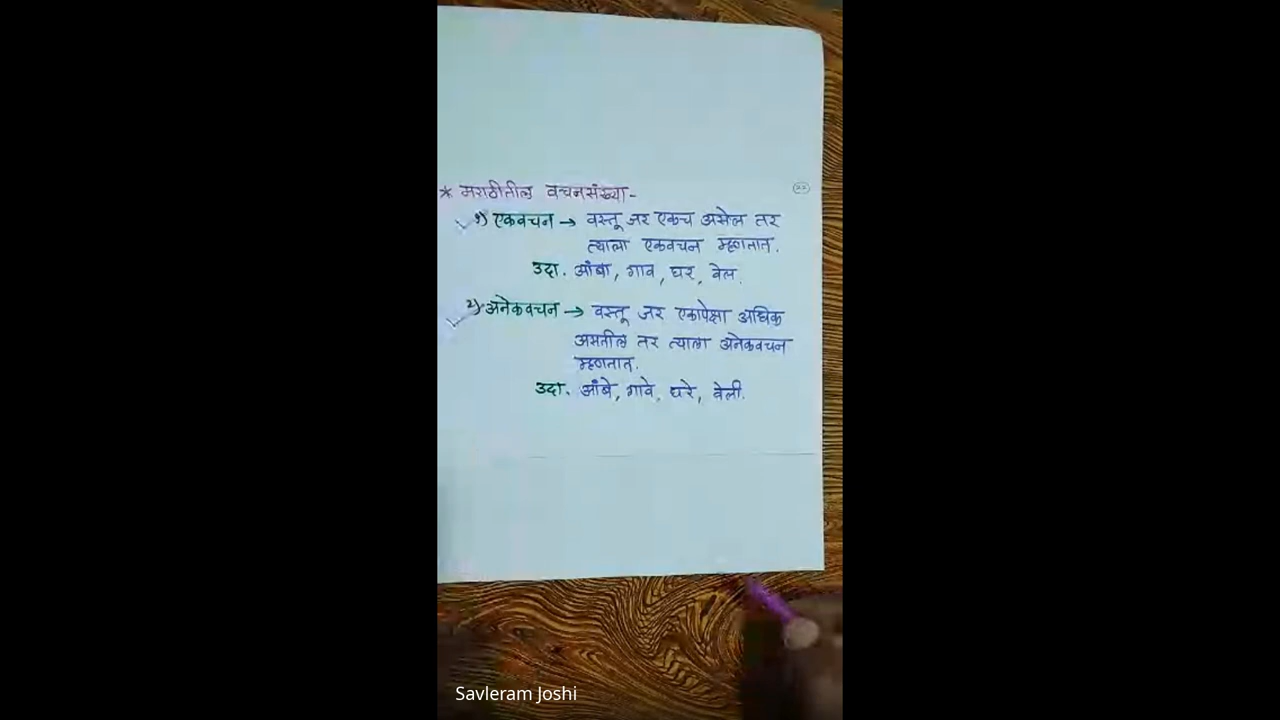 * मराठीतील वचनसंख्या -
१) एकवचन → वस्तू जर एकच असेल तर
त्याला एकवचन म्हणतात.
उदा. आंबा, गाव, घर, वेल.
२) अनेकवचन → वस्तू जर एकापेक्षा अधिक
असतील तर त्याला अनेकवचन
म्हणतात.
उदा. आंबे, गावे, घरे, वेली.
Savleram Joshi